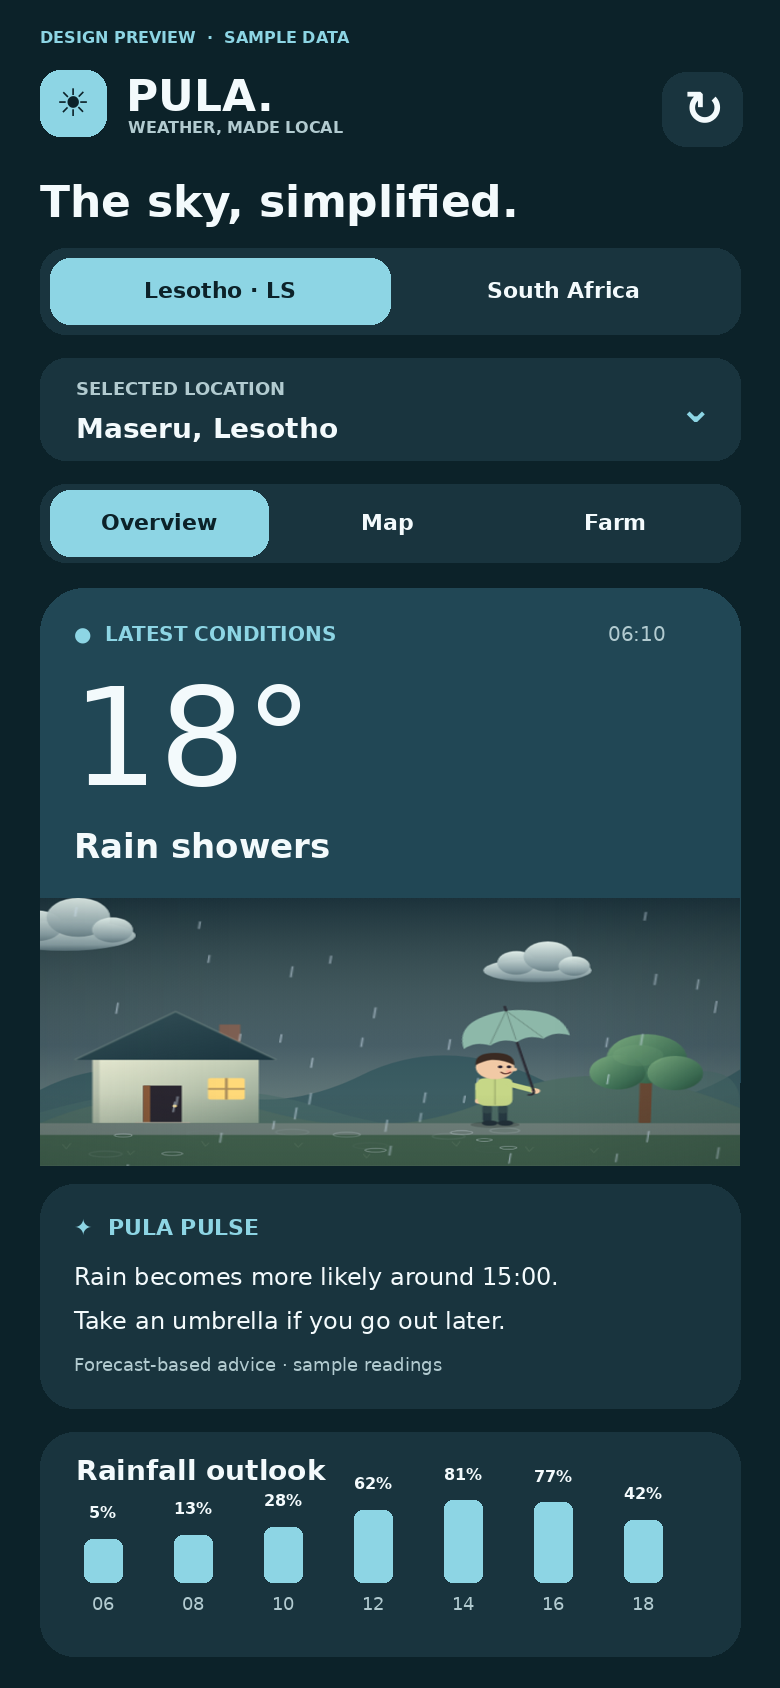 DESIGN PREVIEW · SAMPLE DATA
PULA.
WEATHER, MADE LOCAL
The sky, simplified.
Lesotho · LS South Africa
SELECTED LOCATION
Maseru, Lesotho
Overview Map Farm
LATEST CONDITIONS 06:10
18°
Rain showers
PULA PULSE
Rain becomes more likely around 15:00.
Take an umbrella if you go out later.
Forecast-based advice · sample readings
Rainfall outlook
5% 13% 28% 62% 81% 77% 42%
06 08 10 12 14 16 18